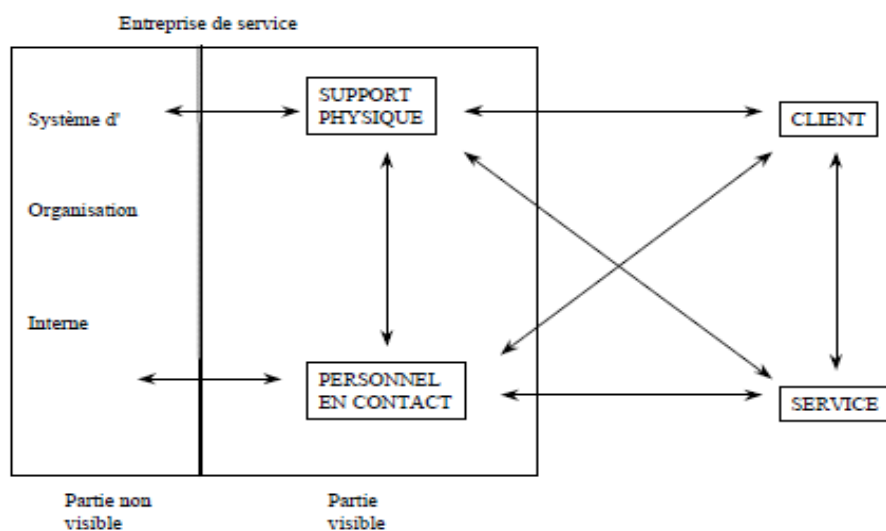 Entreprise de service
SUPPORT
PHYSIQUE
Système d'
CLIENT
Organisation
Interne
PERSONNEL
EN CONTACT
SERVICE
Partie non
visible
Partie
visible